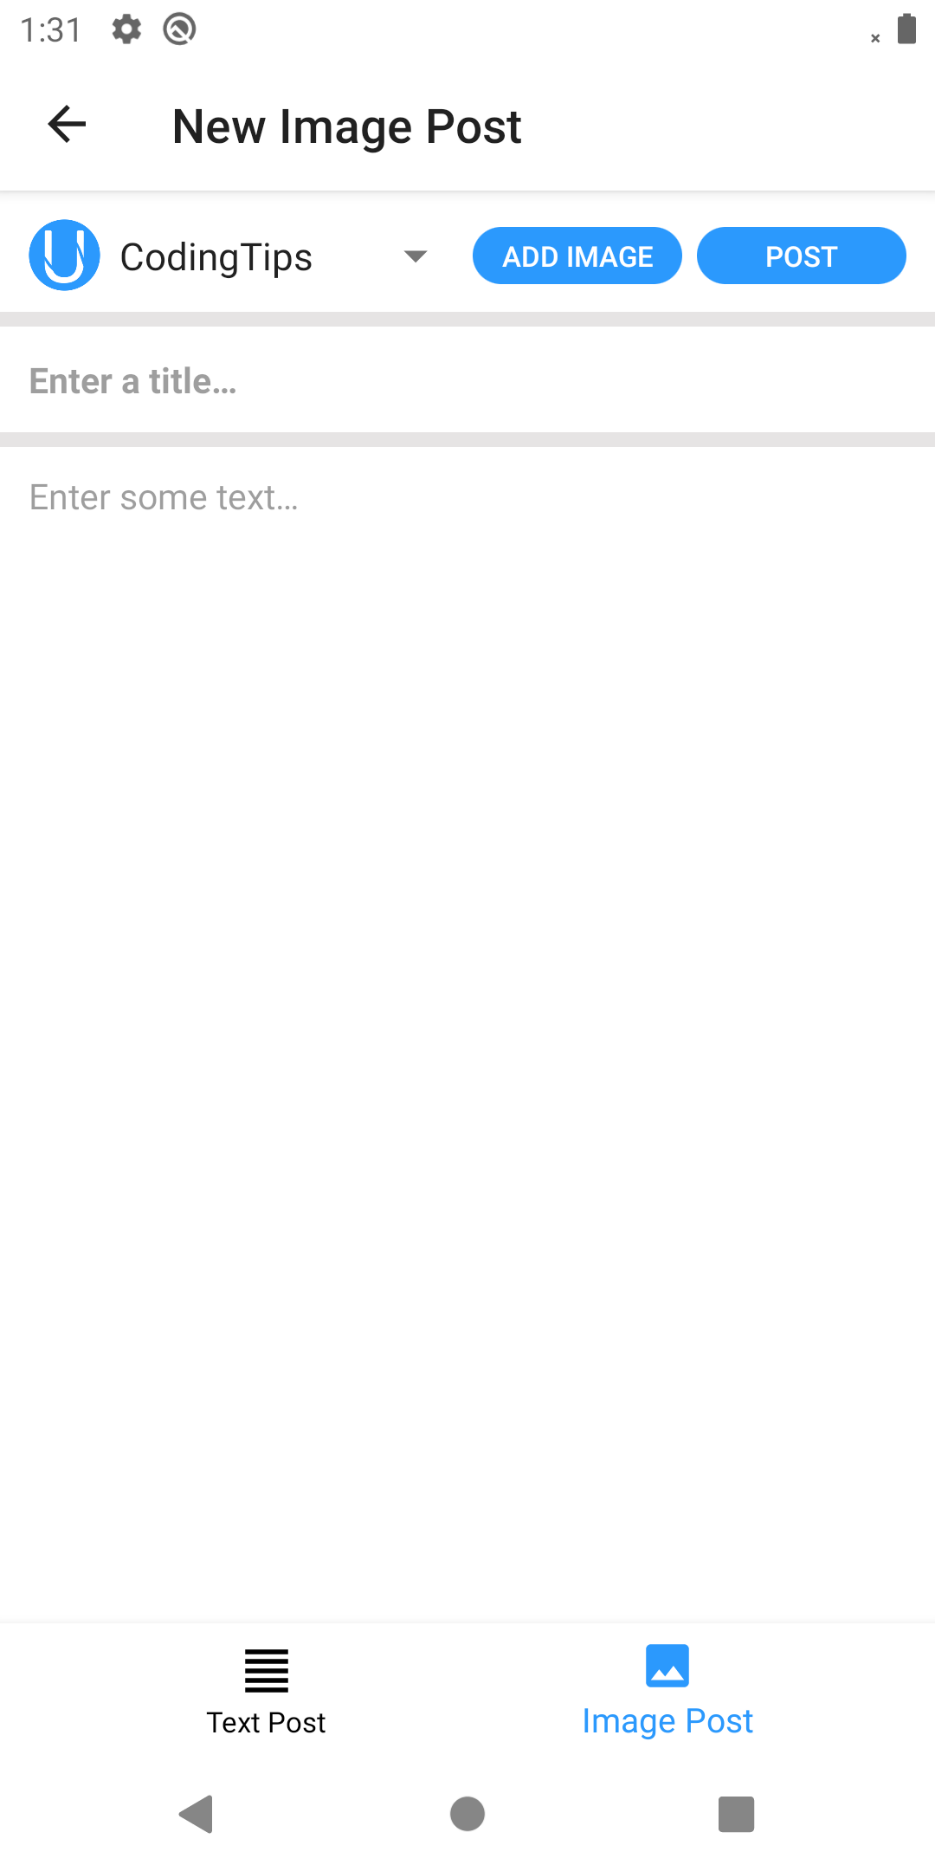 1:31
New Image Post
CodingTips
ADD IMAGE
POST
Enter a title...
Enter some text...
Text Post
Image Post